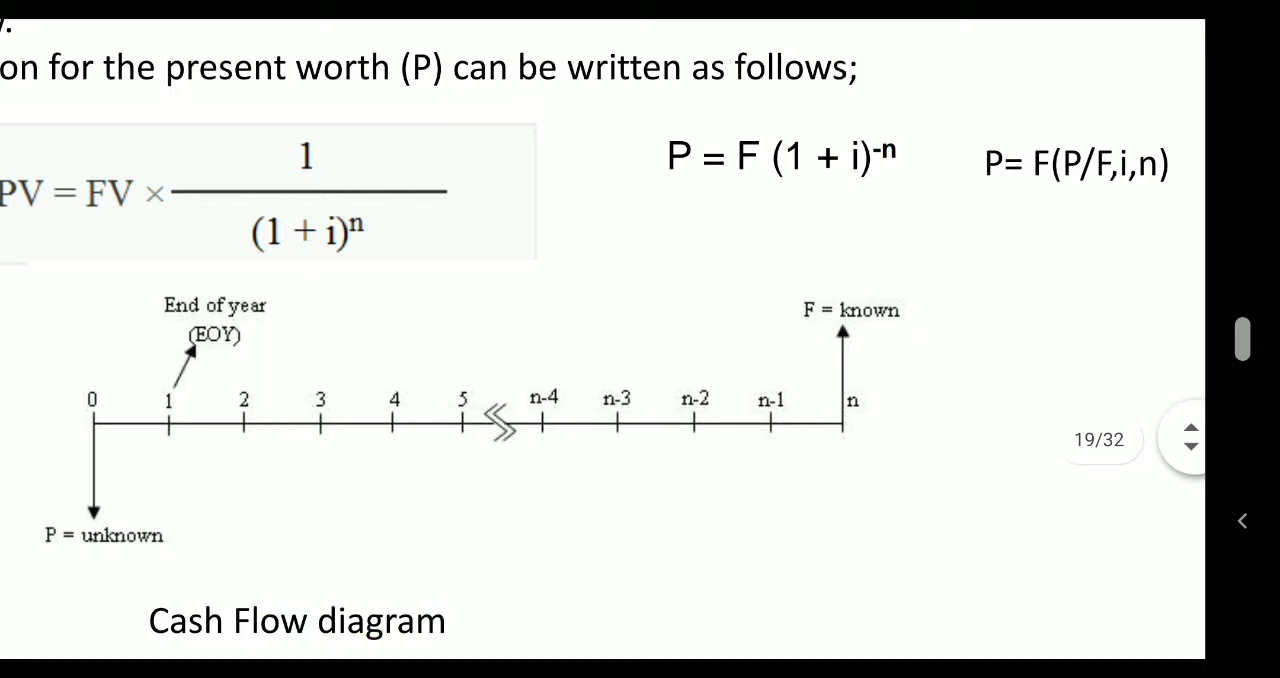 on for the present worth (P) can be written as follows;
PV = FV × 1 / (1 + i)ⁿ
P = F (1 + i)⁻ⁿ
P= F(P/F,i,n)
End of year
(EOY)
F = known
0 1 2 3 4 5 n-4 n-3 n-2 n-1 n
19/32
P = unknown
Cash Flow diagram